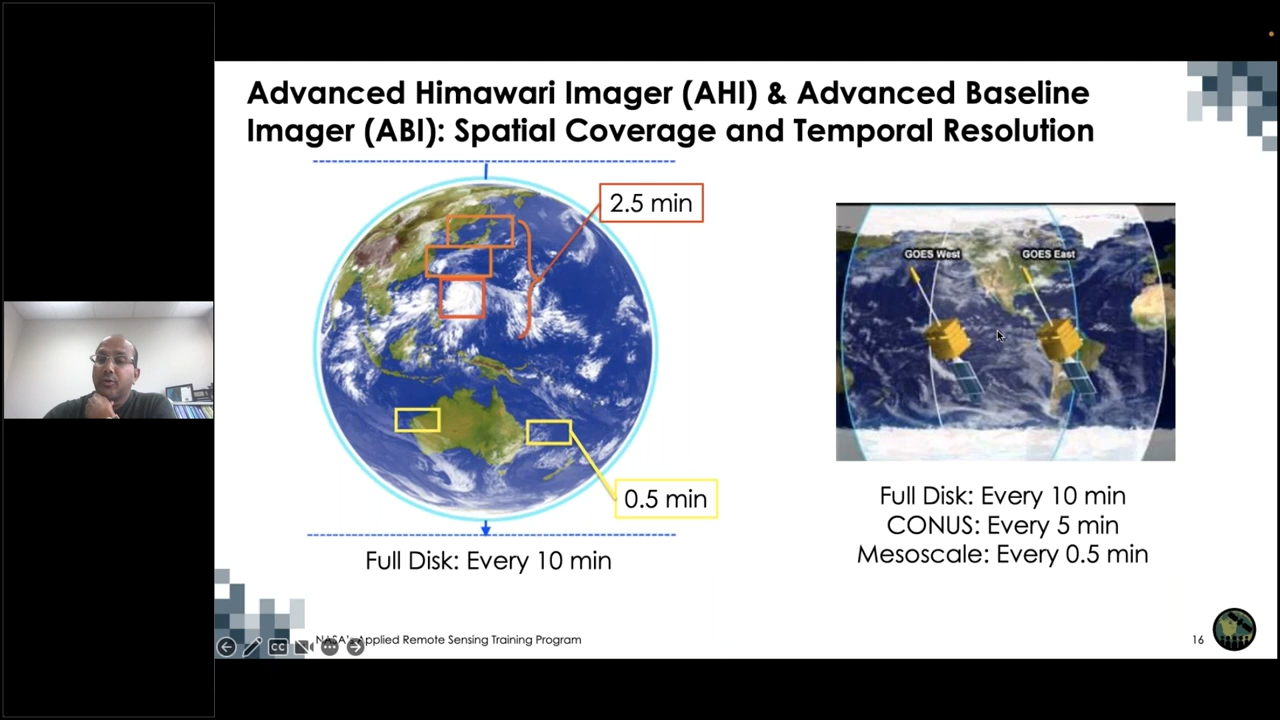 Advanced Himawari Imager (AHI) & Advanced Baseline
Imager (ABI): Spatial Coverage and Temporal Resolution
2.5 min
GOES West
GOES East
0.5 min
Full Disk: Every 10 min
Full Disk: Every 10 min
CONUS: Every 5 min
Mesoscale: Every 0.5 min
NASA's Applied Remote Sensing Training Program
CC
16